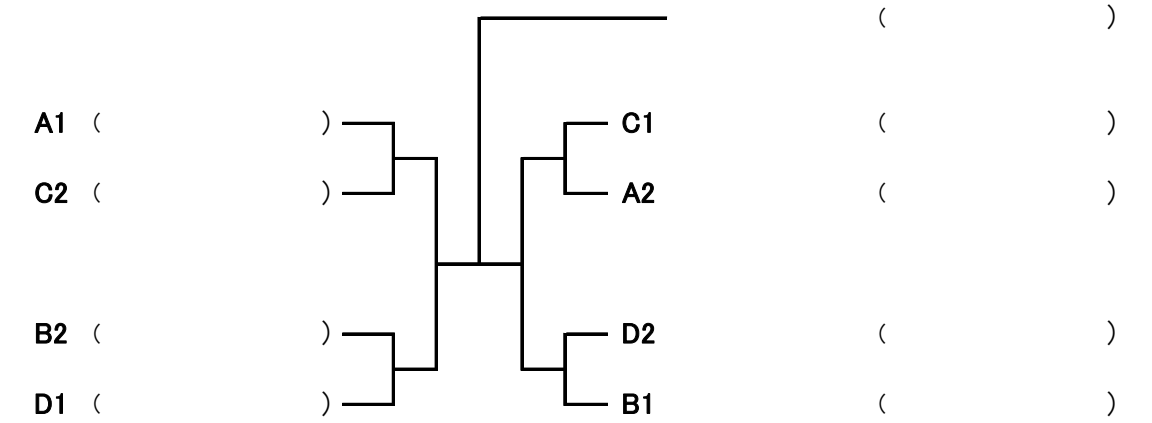 (　　　　　　)
A1 (　　　　　　) C1 (　　　　　　)
C2 (　　　　　　) A2 (　　　　　　)
B2 (　　　　　　) D2 (　　　　　　)
D1 (　　　　　　) B1 (　　　　　　)